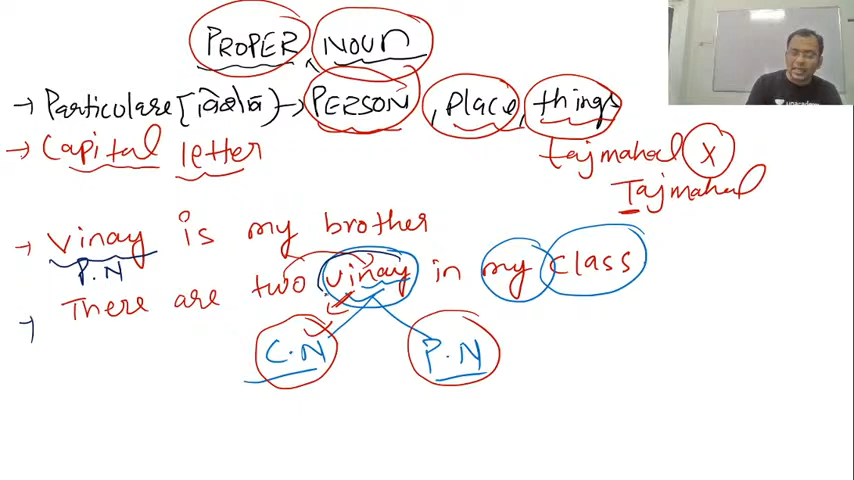 PROPER NOUN
→ Particulare [विशेष] → PERSON, place, things
→ Capital letter
tajmahal X
Tajmahal
→ Vinay is my brother
P.N
→ There are two vinay in my class
C.N P.N